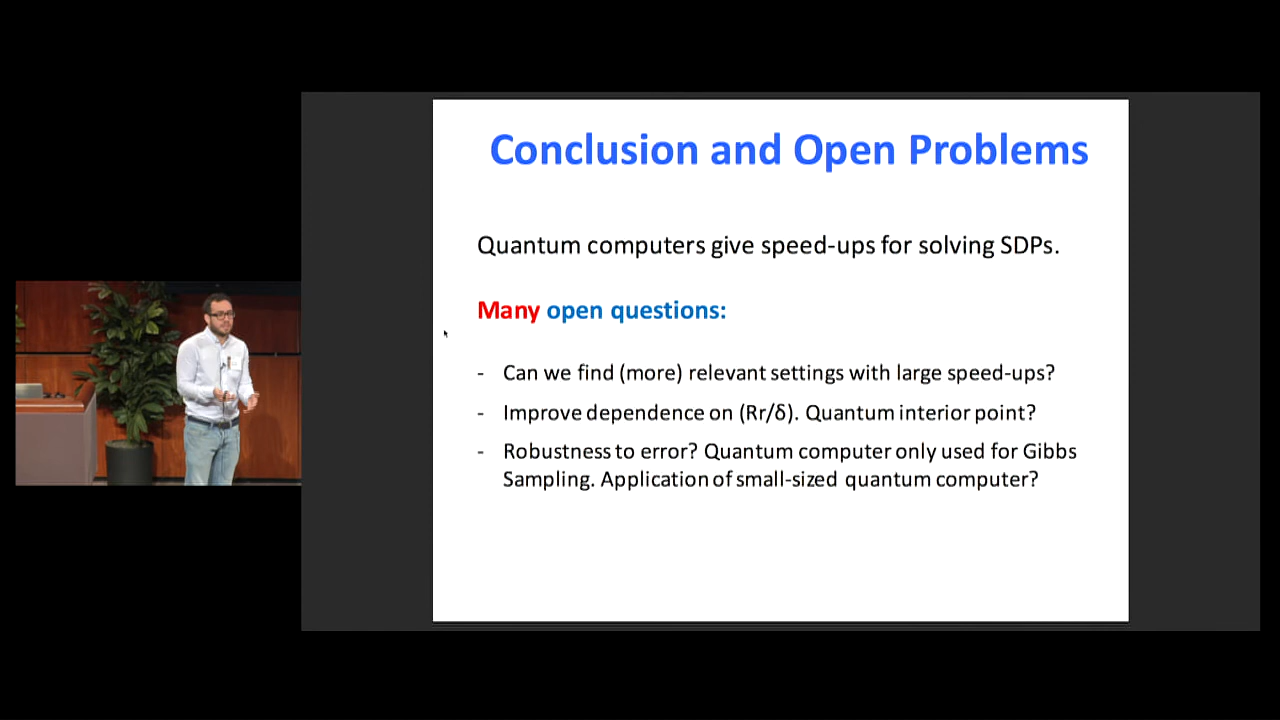 Conclusion and Open Problems
Quantum computers give speed-ups for solving SDPs.
Many open questions:
- Can we find (more) relevant settings with large speed-ups?
- Improve dependence on (Rr/δ). Quantum interior point?
- Robustness to error? Quantum computer only used for Gibbs
Sampling. Application of small-sized quantum computer?